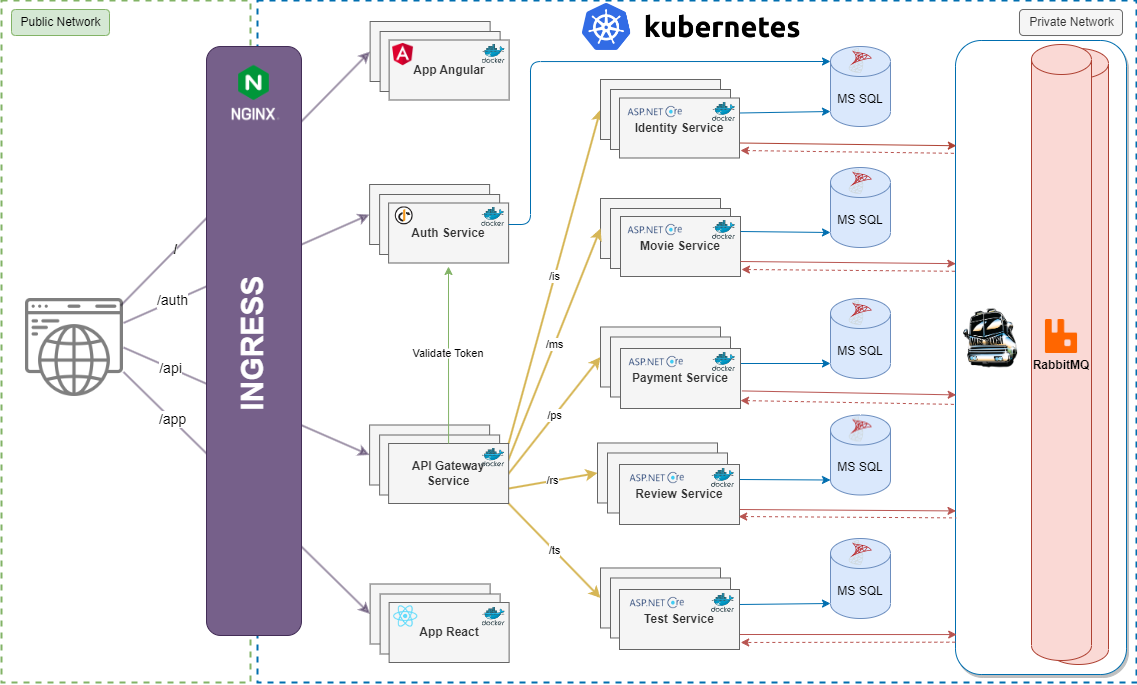 Public Network
kubernetes
Private Network
NGINX
INGRESS
/
/auth
/api
/app
docker
App Angular
docker
Auth Service
Validate Token
docker
API Gateway
Service
docker
App React
/is
/ms
/ps
/rs
/ts
ASP.NET Core
docker
Identity Service
MS SQL
ASP.NET Core
docker
Movie Service
MS SQL
ASP.NET Core
docker
Payment Service
MS SQL
ASP.NET Core
docker
Review Service
MS SQL
ASP.NET Core
docker
Test Service
MS SQL
RabbitMQ